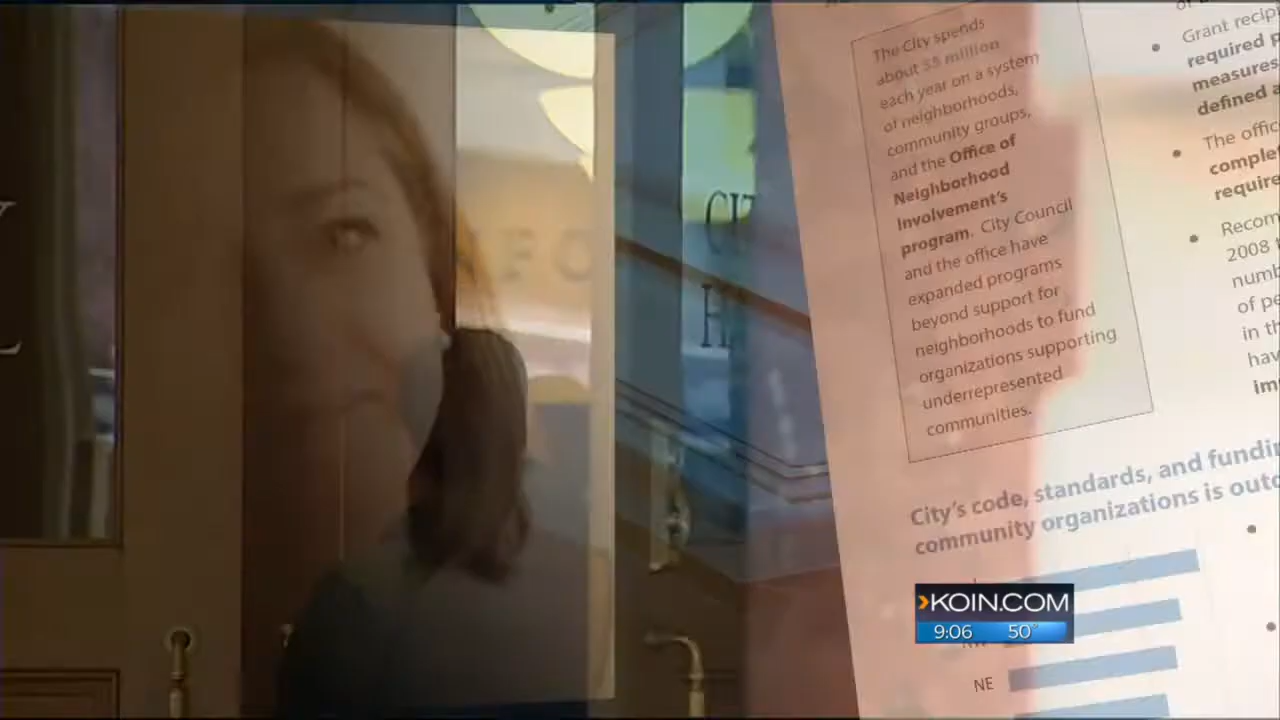 CIT
H
The City spends
about $5 million
each year on a system
of neighborhoods,
community groups,
and the Office of
Neighborhood
Involvement's
program. City Council
and the office have
expanded programs
beyond support for
neighborhoods to fund
organizations supporting
underrepresented
communities.
• Grant recip
required p
measures
defined a
• The offic
complet
require
• Recom
2008
numb
of pe
in th
hav
im
City's code, standards, and fundin
community organizations is outd
NE
KOIN.COM
9:06 50°